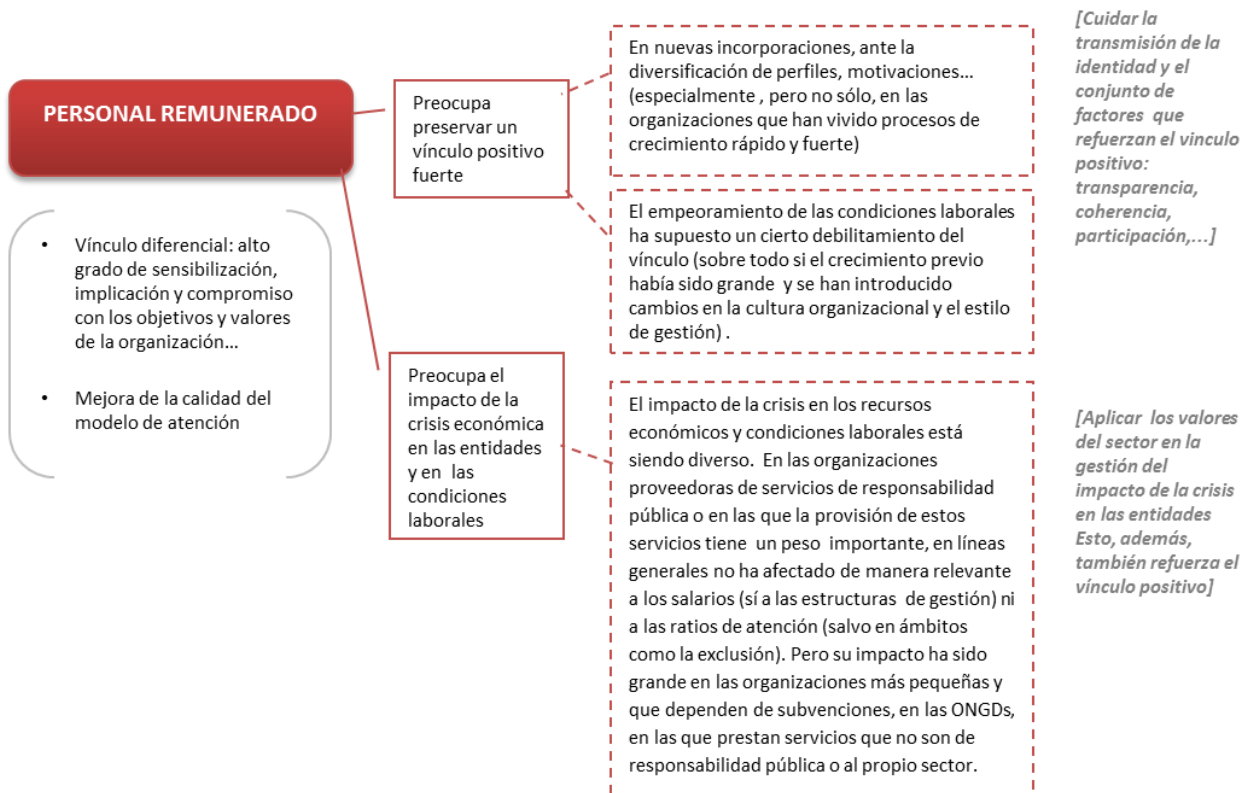 PERSONAL REMUNERADO
• Vínculo diferencial: alto
grado de sensibilización,
implicación y compromiso
con los objetivos y valores
de la organización...
• Mejora de la calidad del
modelo de atención
Preocupa
preservar un
vínculo positivo
fuerte
En nuevas incorporaciones, ante la
diversificación de perfiles, motivaciones...
(especialmente , pero no sólo, en las
organizaciones que han vivido procesos de
crecimiento rápido y fuerte)
El empeoramiento de las condiciones laborales
ha supuesto un cierto debilitamiento del
vínculo (sobre todo si el crecimiento previo
había sido grande y se han introducido
cambios en la cultura organizacional y el estilo
de gestión) .
[Cuidar la
transmisión de la
identidad y el
conjunto de
factores que
refuerzan el vinculo
positivo:
transparencia,
coherencia,
participación,...]
Preocupa el
impacto de la
crisis económica
en las entidades
y en las
condiciones
laborales
El impacto de la crisis en los recursos
económicos y condiciones laborales está
siendo diverso. En las organizaciones
proveedoras de servicios de responsabilidad
pública o en las que la provisión de estos
servicios tiene un peso importante, en líneas
generales no ha afectado de manera relevante
a los salarios (sí a las estructuras de gestión) ni
a las ratios de atención (salvo en ámbitos
como la exclusión). Pero su impacto ha sido
grande en las organizaciones más pequeñas y
que dependen de subvenciones, en las ONGDs,
en las que prestan servicios que no son de
responsabilidad pública o al propio sector.
[Aplicar los valores
del sector en la
gestión del
impacto de la crisis
en las entidades
Esto, además,
también refuerza el
vínculo positivo]